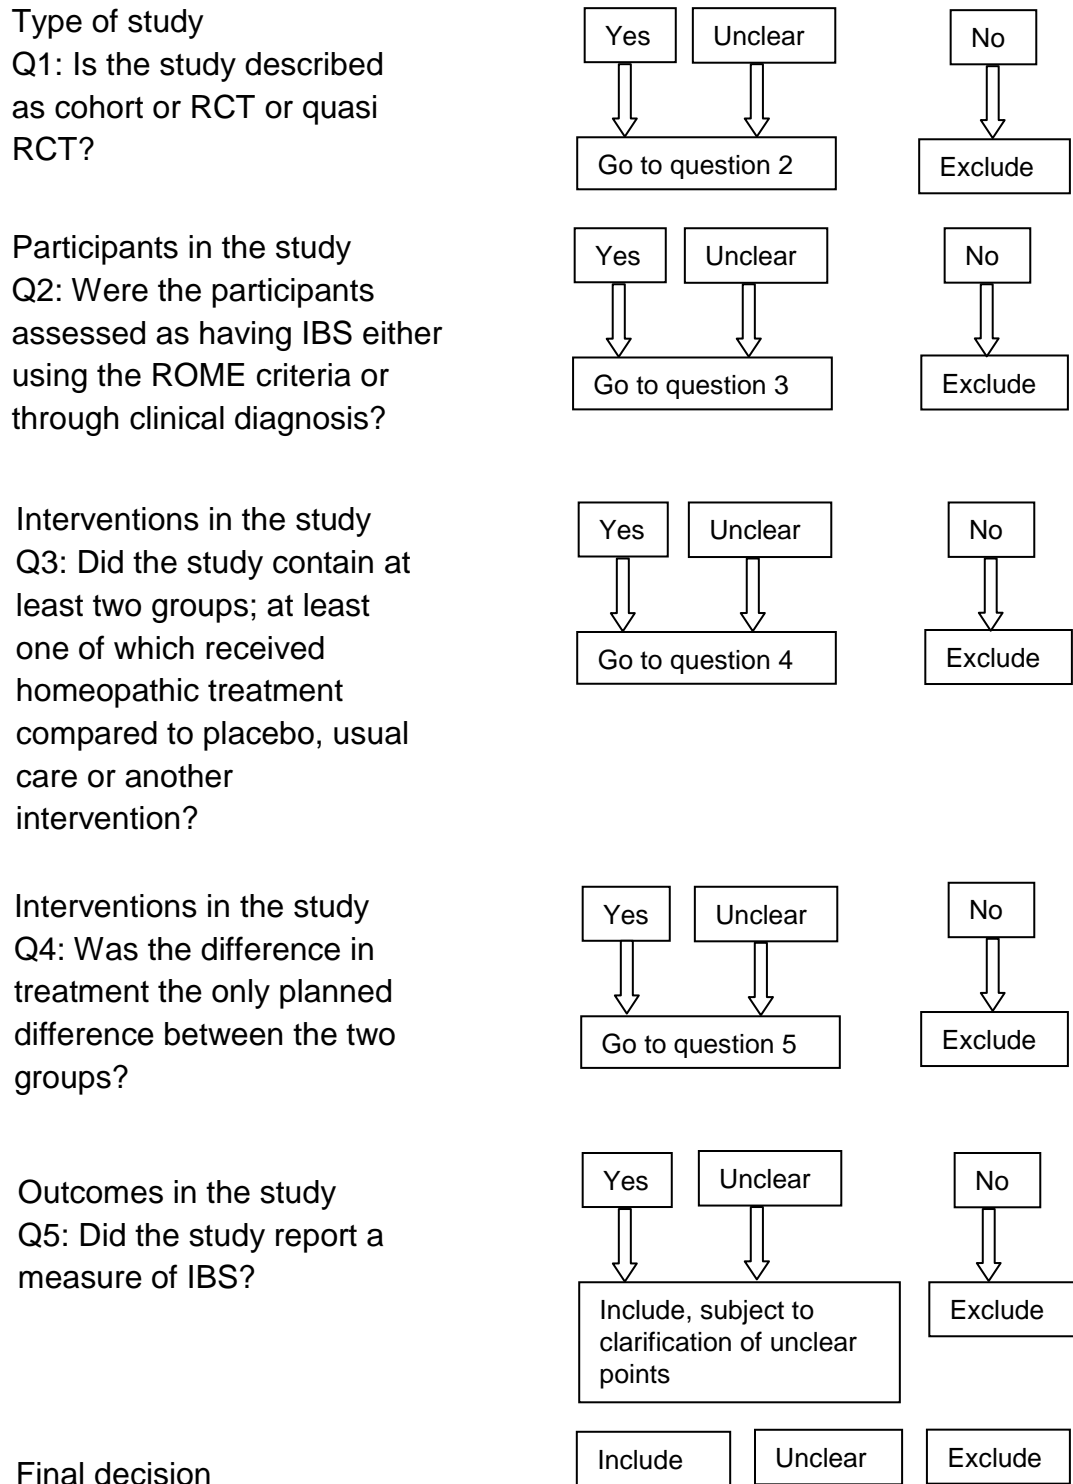 Type of study
Q1: Is the study described
as cohort or RCT or quasi
RCT?
Yes
Unclear
No
Go to question 2
Exclude
Participants in the study
Q2: Were the participants
assessed as having IBS either
using the ROME criteria or
through clinical diagnosis?
Yes
Unclear
No
Go to question 3
Exclude
Interventions in the study
Q3: Did the study contain at
least two groups; at least
one of which received
homeopathic treatment
compared to placebo, usual
care or another
intervention?
Yes
Unclear
No
Go to question 4
Exclude
Interventions in the study
Q4: Was the difference in
treatment the only planned
difference between the two
groups?
Yes
Unclear
No
Go to question 5
Exclude
Outcomes in the study
Q5: Did the study report a
measure of IBS?
Yes
Unclear
No
Include, subject to
clarification of unclear
points
Exclude
Final decision
Include
Unclear
Exclude